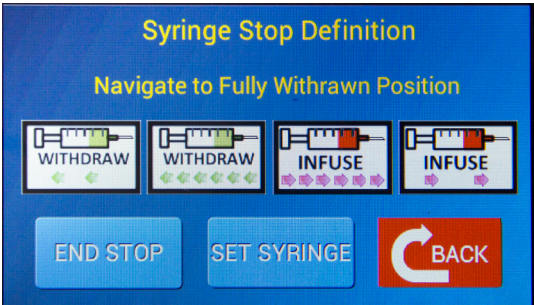 Syringe Stop Definition
Navigate to Fully Withrawn Position
WITHDRAW WITHDRAW INFUSE INFUSE
END STOP SET SYRINGE BACK